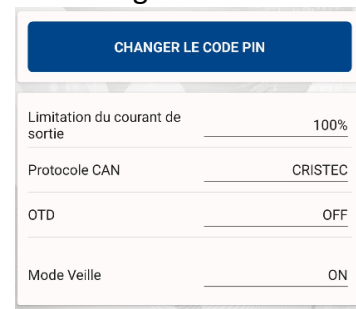 CHANGER LE CODE PIN
Limitation du courant de
sortie
100%
Protocole CAN
CRISTEC
OTD
OFF
Mode Veille
ON